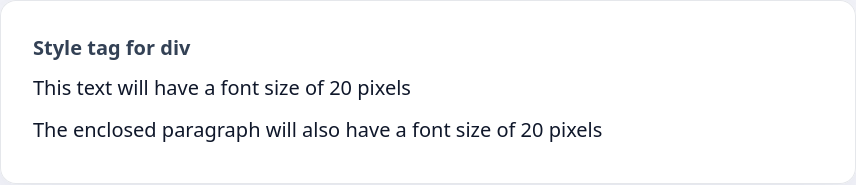 Style tag for div
This text will have a font size of 20 pixels
The enclosed paragraph will also have a font size of 20 pixels